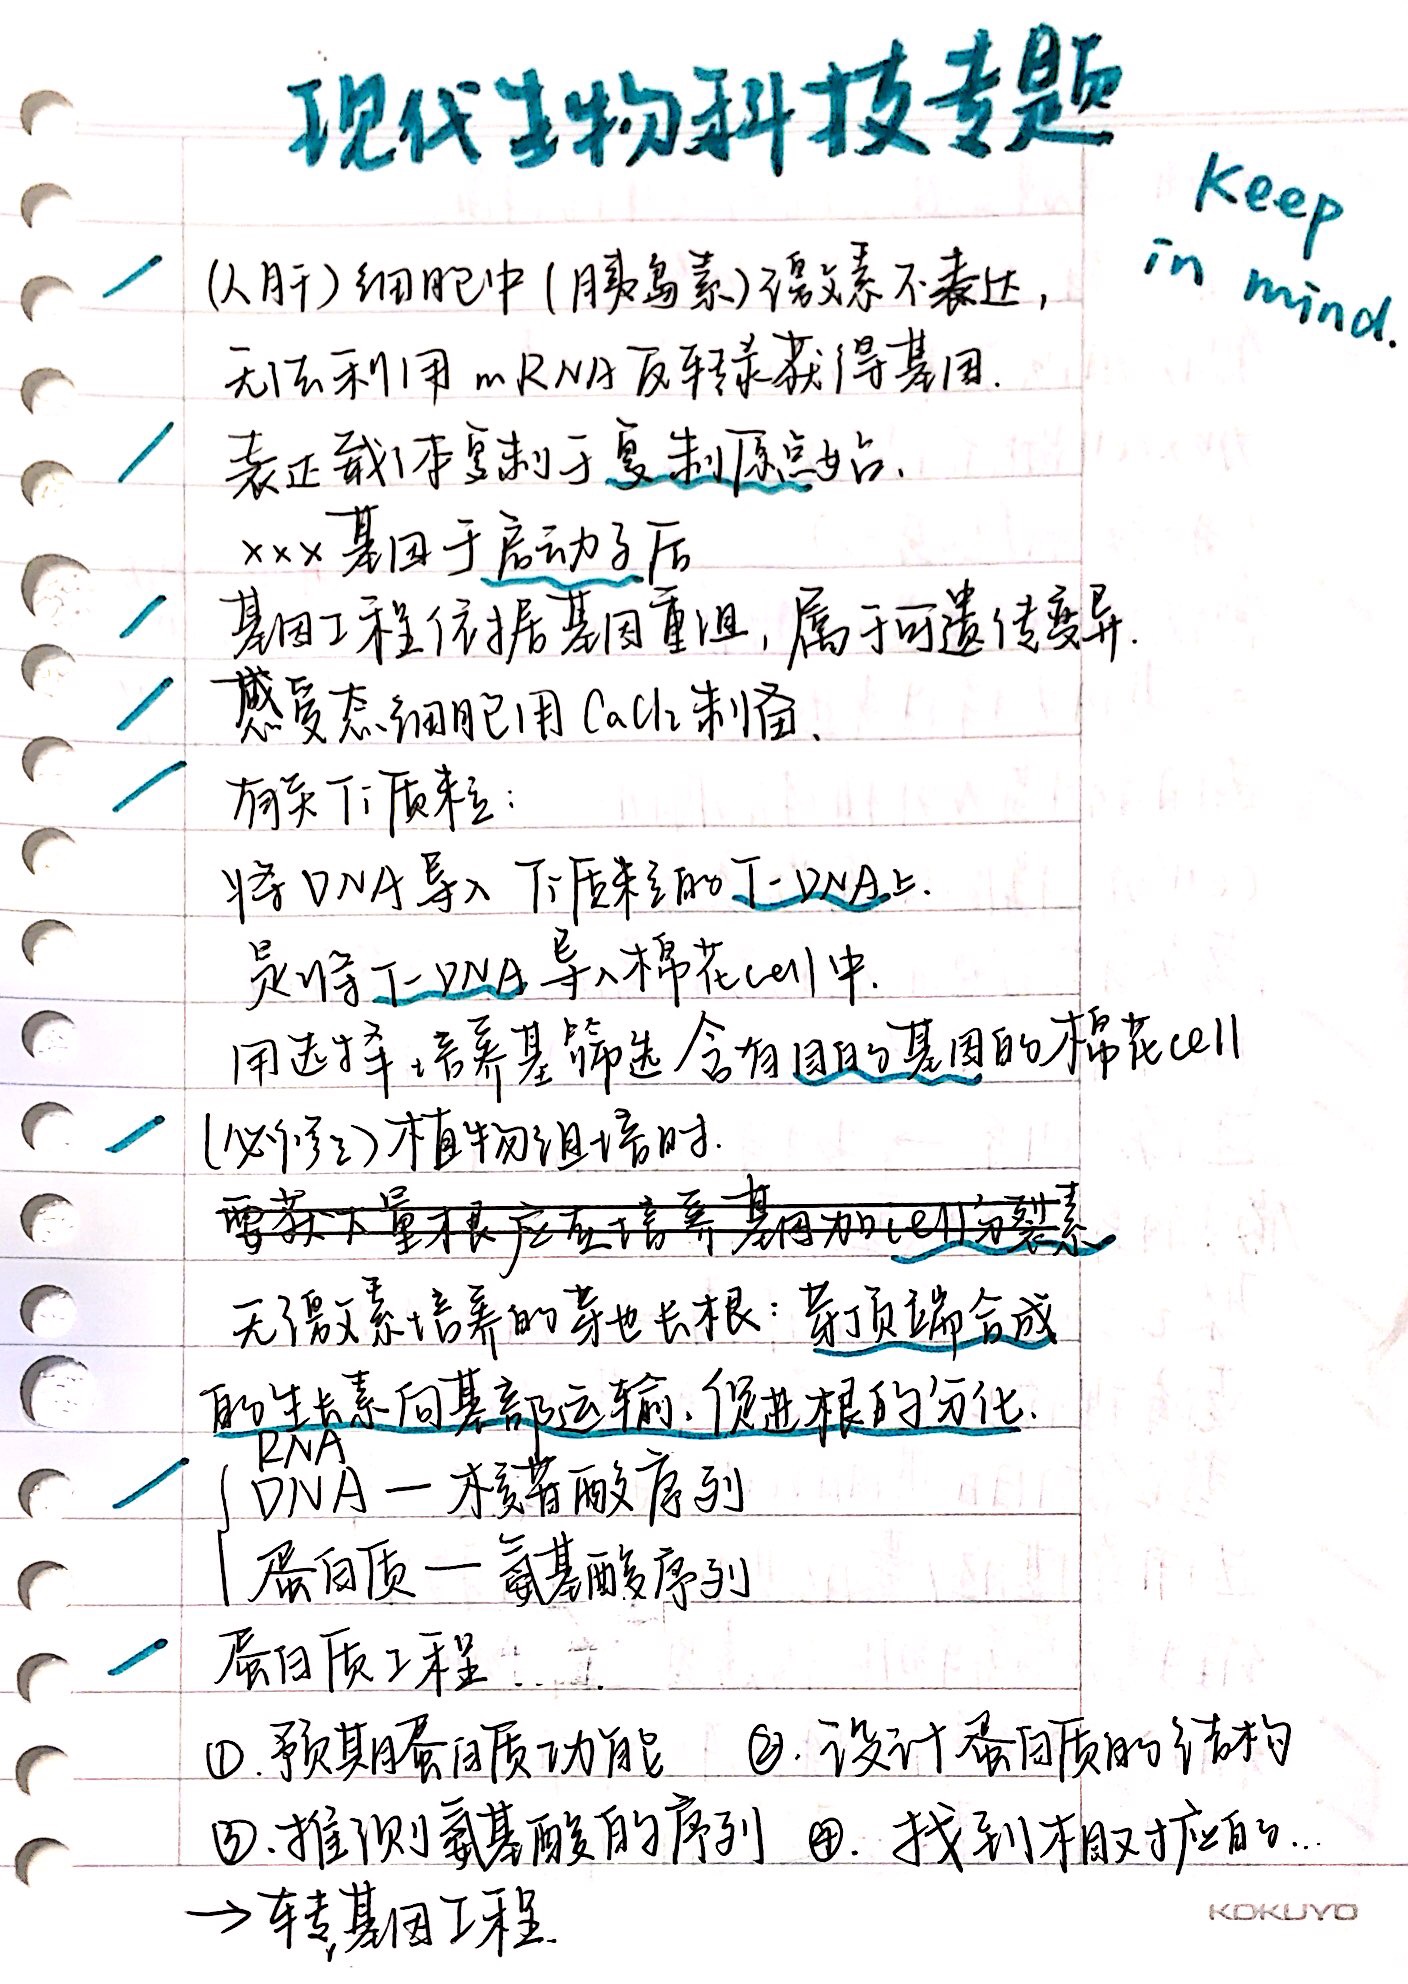 现代生物科技专题
Keep
in mind.
(人肝)细胞中(胰岛素)激素不表达,
无法利用mRNA反转录获得基因.
表达载体复制于复制原点始.
×××基因于启动子后
基因工程依据基因重组,属于可遗传变异.
感受态细胞用CaCl₂制备.
有关Ti质粒:
将DNA导入Ti质粒的T-DNA上.
是将T-DNA导入棉花cell中.
用选择培养基筛选含有目的基因的棉花cell
(必修三)植物组培时.
要获大量根应在培养基因加cell分裂素
无激素培养的芽也长根:芽顶端合成
的生长素向基部运输,促进根的分化.
RNA
DNA—核苷酸序列
蛋白质—氨基酸序列
蛋白质工程......
①.预期蛋白质功能 ②.设计蛋白质的结构
③.推测氨基酸的序列 ④.找到相对应的...
→转基因工程.
KOKUYO